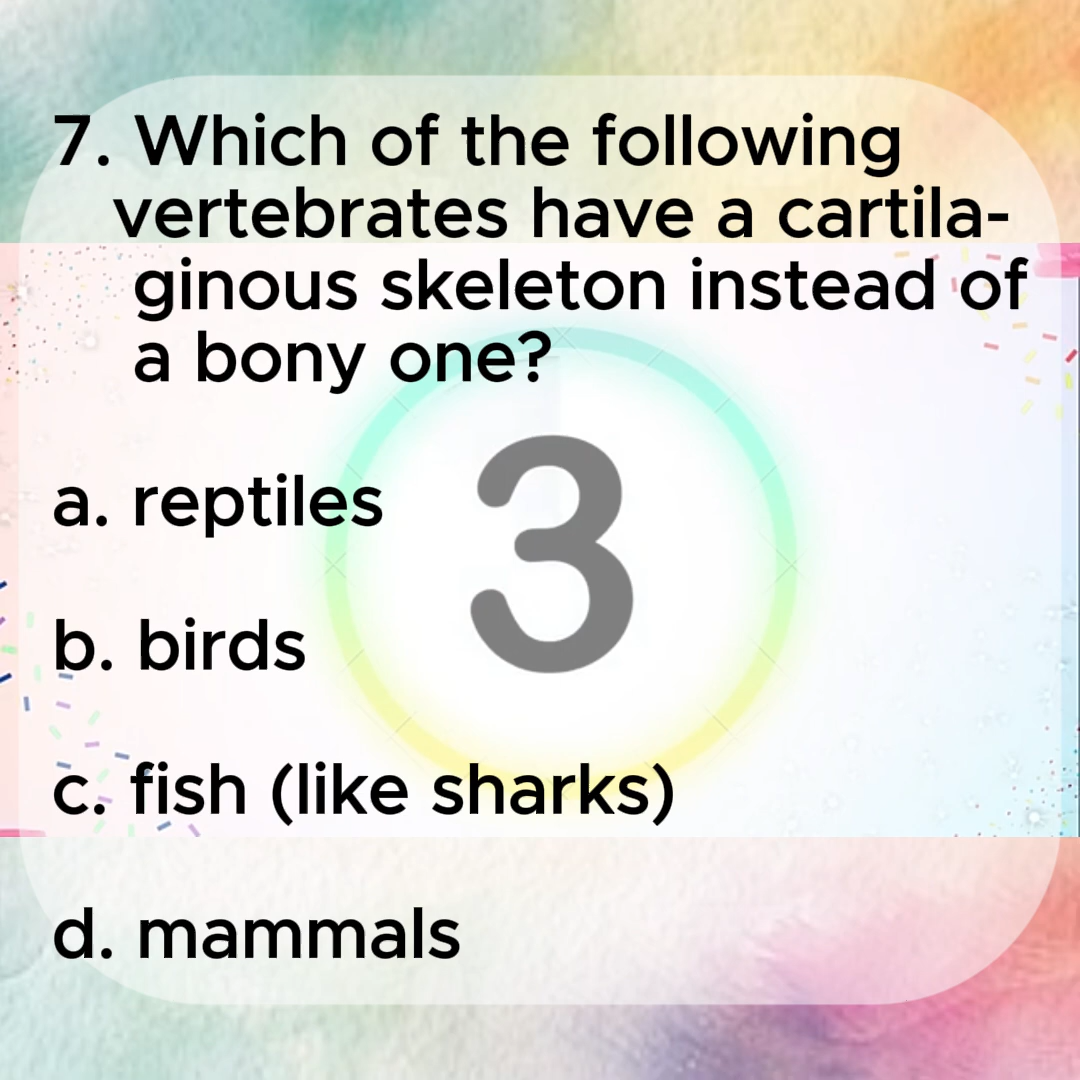 7. Which of the following
vertebrates have a cartila-
ginous skeleton instead of
a bony one?
a. reptiles
3
b. birds
c. fish (like sharks)
d. mammals